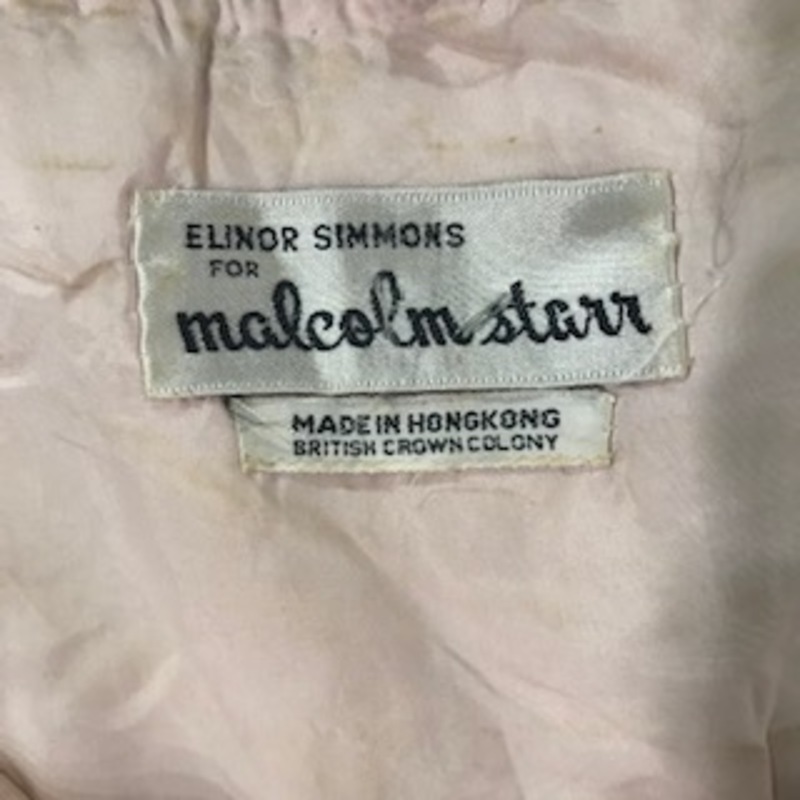 ELINOR SIMMONS
FOR
malcolm starr
MADE IN HONGKONG
BRITISH CROWN COLONY